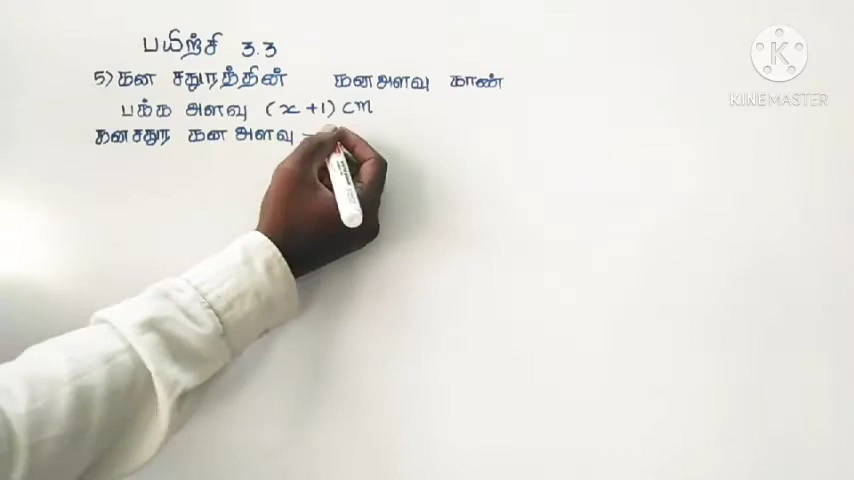 பயிற்சி 3.3
5) கன சதுரத்தின் கனஅளவு காண்
பக்க அளவு (x +1) cm
கனசதுர கன அளவு
K
KINEMASTER